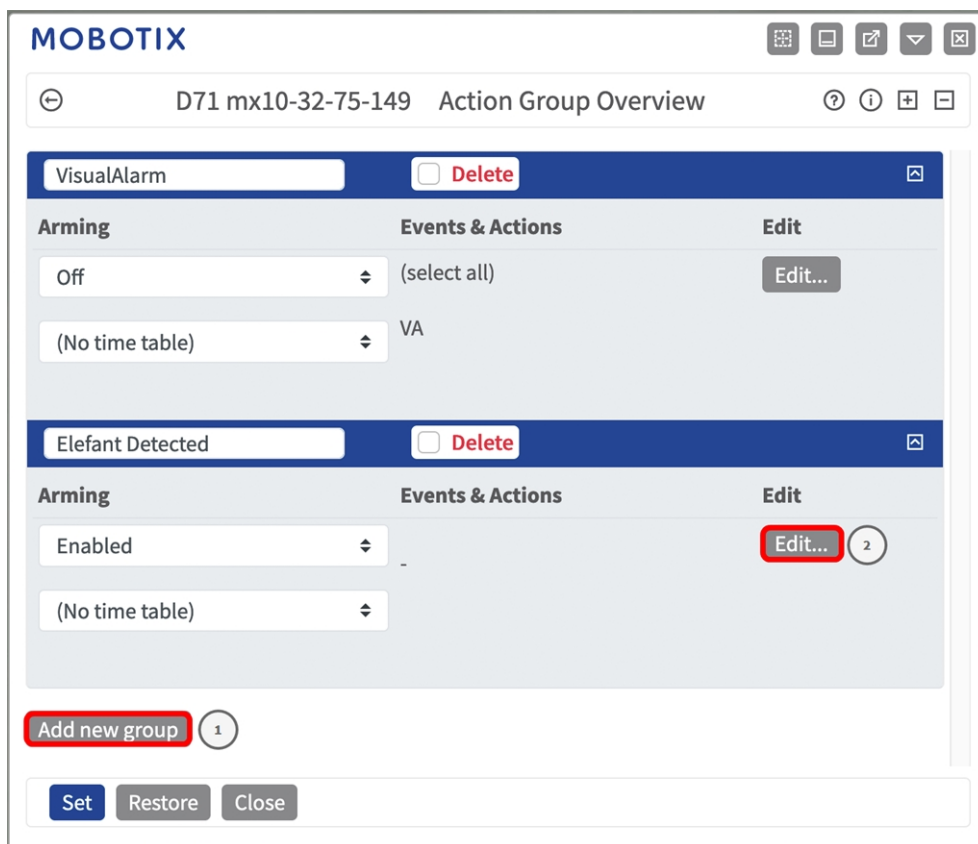 MOBOTIX
D71 mx10-32-75-149 Action Group Overview
VisualAlarm Delete
Arming Events & Actions Edit
Off (select all) Edit...
(No time table) VA
Elefant Detected Delete
Arming Events & Actions Edit
Enabled - Edit... 2
(No time table)
Add new group 1
Set Restore Close